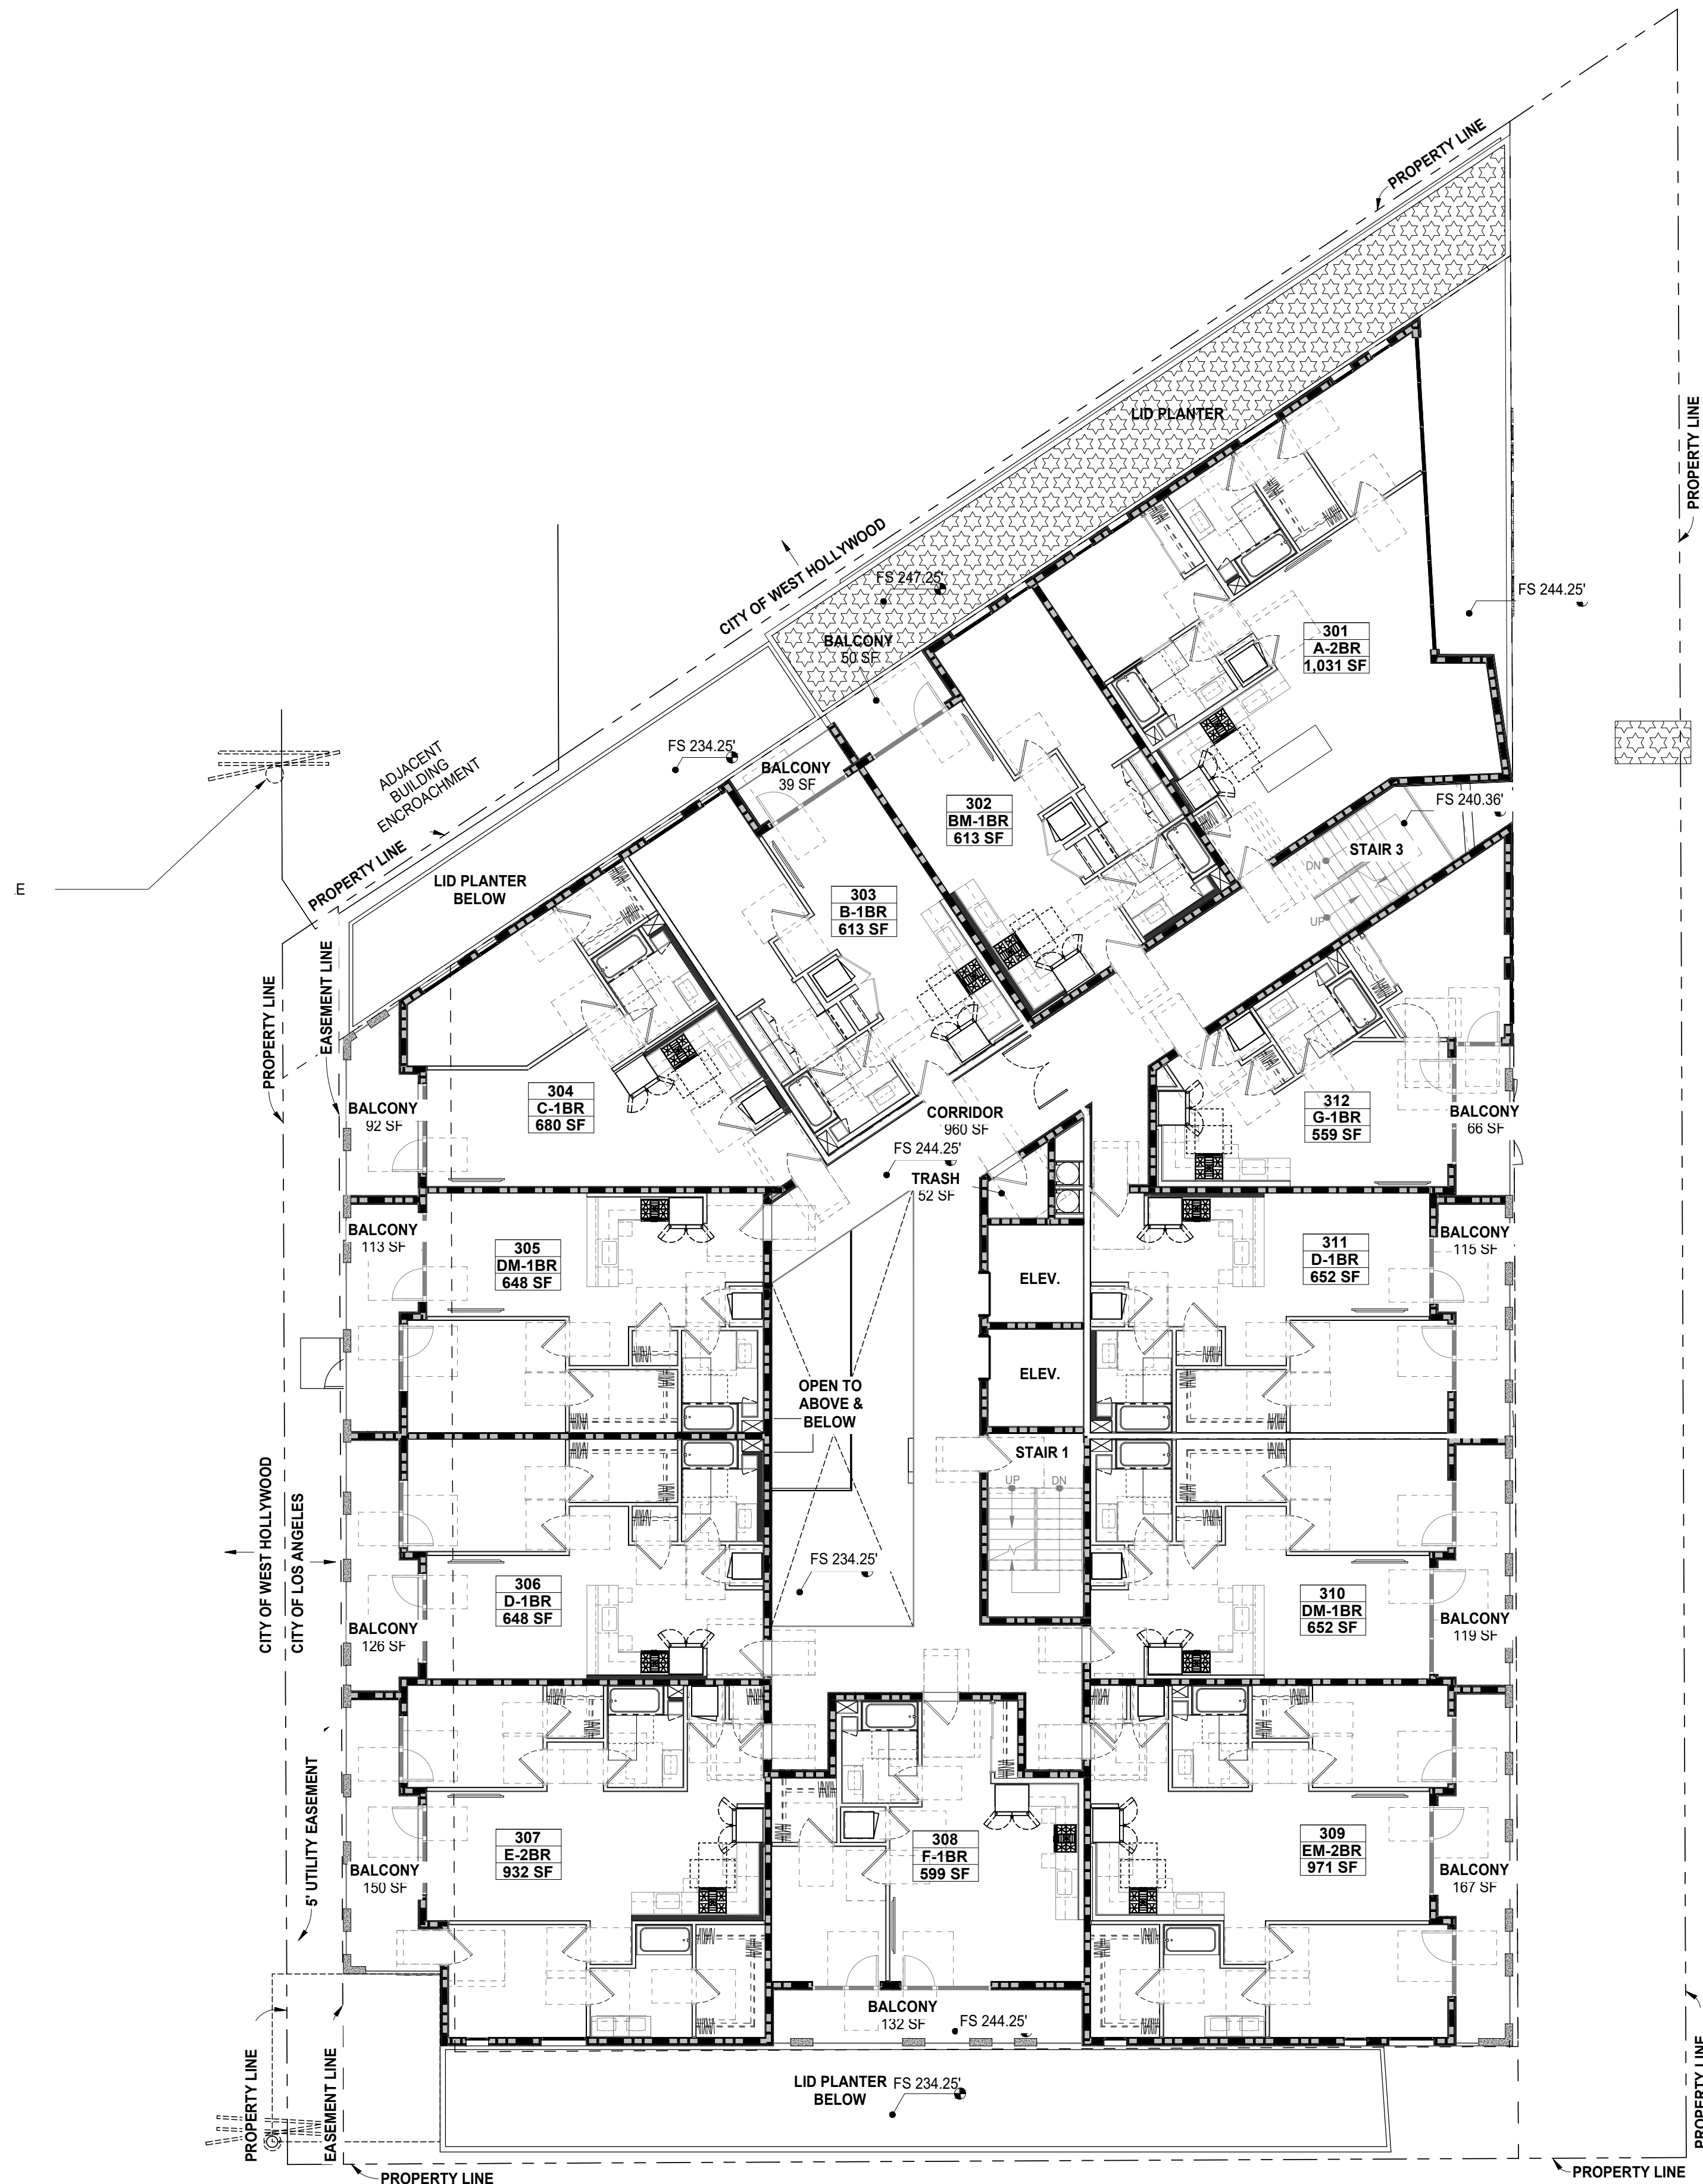 PROPERTY LINE
LID PLANTER
PROPERTY LINE
CITY OF WEST HOLLYWOOD
FS 247.25'
FS 244.25'
BALCONY
50 SF
301
A-2BR
1,031 SF
ADJACENT
BUILDING
ENCROACHMENT
FS 234.25'
BALCONY
39 SF
302
BM-1BR
613 SF
FS 240.36'
STAIR 3
DN
UP
E
PROPERTY LINE
LID PLANTER
BELOW
303
B-1BR
613 SF
PROPERTY LINE
EASEMENT LINE
304
C-1BR
680 SF
BALCONY
92 SF
CORRIDOR
960 SF
FS 244.25'
TRASH
52 SF
312
G-1BR
559 SF
BALCONY
66 SF
BALCONY
113 SF
305
DM-1BR
648 SF
ELEV.
311
D-1BR
652 SF
BALCONY
115 SF
OPEN TO
ABOVE &
BELOW
ELEV.
STAIR 1
UP
DN
CITY OF WEST HOLLYWOOD
CITY OF LOS ANGELES
FS 234.25'
306
D-1BR
648 SF
BALCONY
126 SF
310
DM-1BR
652 SF
BALCONY
119 SF
5' UTILITY EASEMENT
307
E-2BR
932 SF
BALCONY
150 SF
308
F-1BR
599 SF
309
EM-2BR
971 SF
BALCONY
167 SF
BALCONY
132 SF
FS 244.25'
PROPERTY LINE
EASEMENT LINE
LID PLANTER
BELOW
FS 234.25'
PROPERTY LINE
PROPERTY LINE
PROPERTY LINE